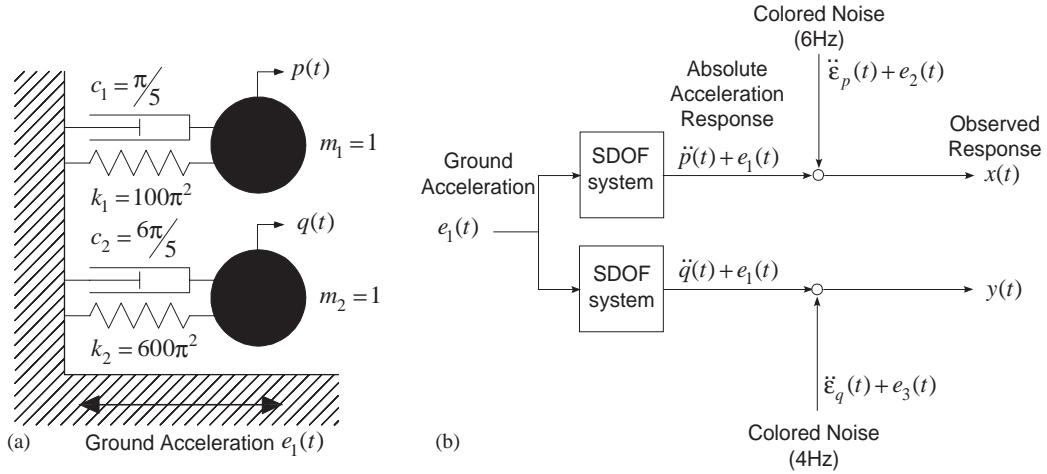 c₁ = π/5
p(t)
m₁ = 1
k₁ = 100π²
c₂ = 6π/5
q(t)
m₂ = 1
k₂ = 600π²
(a)
Ground Acceleration e₁(t)
Colored Noise
(6Hz)
ε̈ₚ(t) + e₂(t)
Absolute
Acceleration
Response
Observed
Response
Ground
Acceleration
e₁(t)
SDOF
system
p̈(t) + e₁(t)
x(t)
SDOF
system
q̈(t) + e₁(t)
y(t)
ε̈_q(t) + e₃(t)
(b)
Colored Noise
(4Hz)